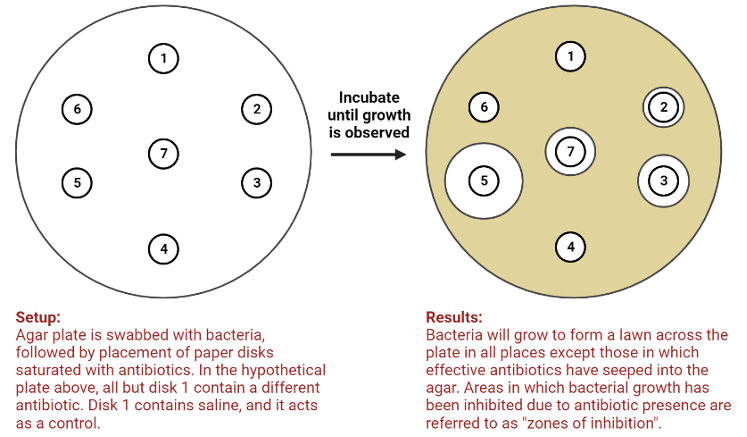 1
6
2
7
5
3
4
Incubate
until growth
is observed
1
6
2
7
5
3
4
Setup:
Agar plate is swabbed with bacteria,
followed by placement of paper disks
saturated with antibiotics. In the hypothetical
plate above, all but disk 1 contain a different
antibiotic. Disk 1 contains saline, and it acts
as a control.
Results:
Bacteria will grow to form a lawn across the
plate in all places except those in which
effective antibiotics have seeped into the
agar. Areas in which bacterial growth has
been inhibited due to antibiotic presence are
referred to as "zones of inhibition".